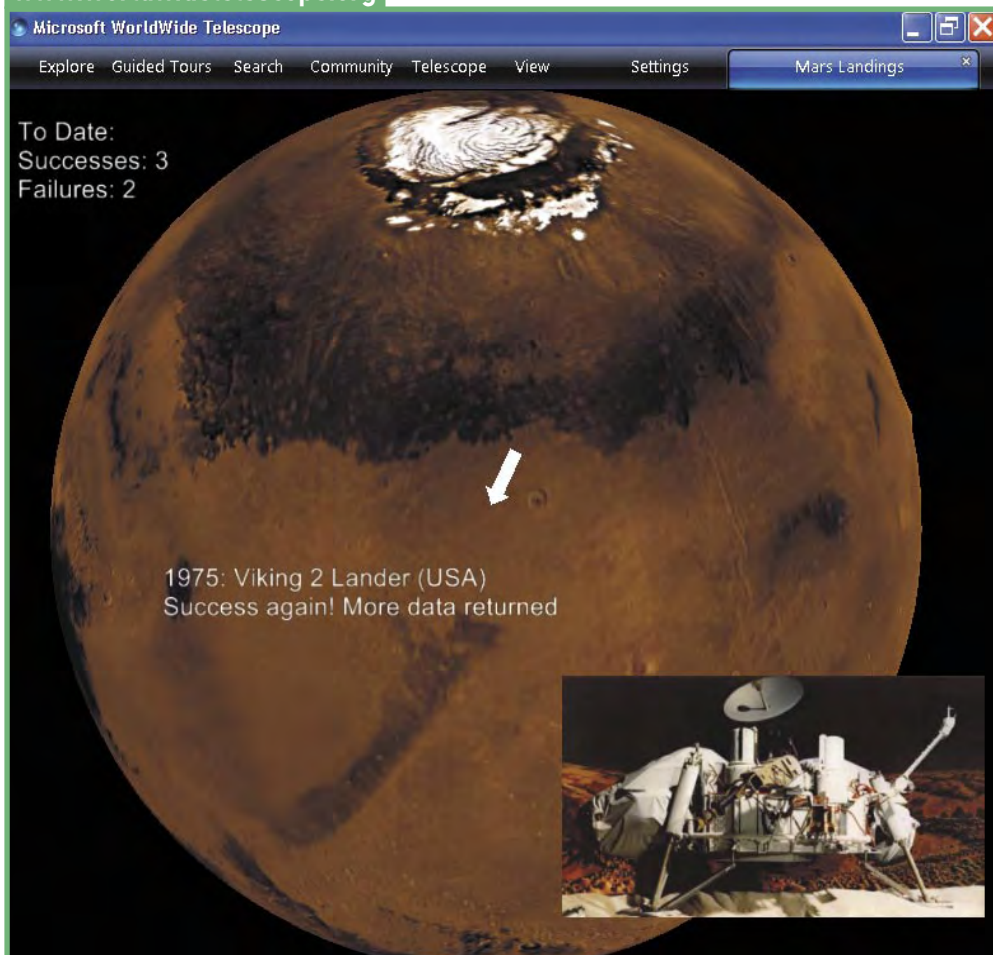 Microsoft WorldWide Telescope
Explore Guided Tours Search Community Telescope View Settings Mars Landings
To Date:
Successes: 3
Failures: 2
1975: Viking 2 Lander (USA)
Success again! More data returned